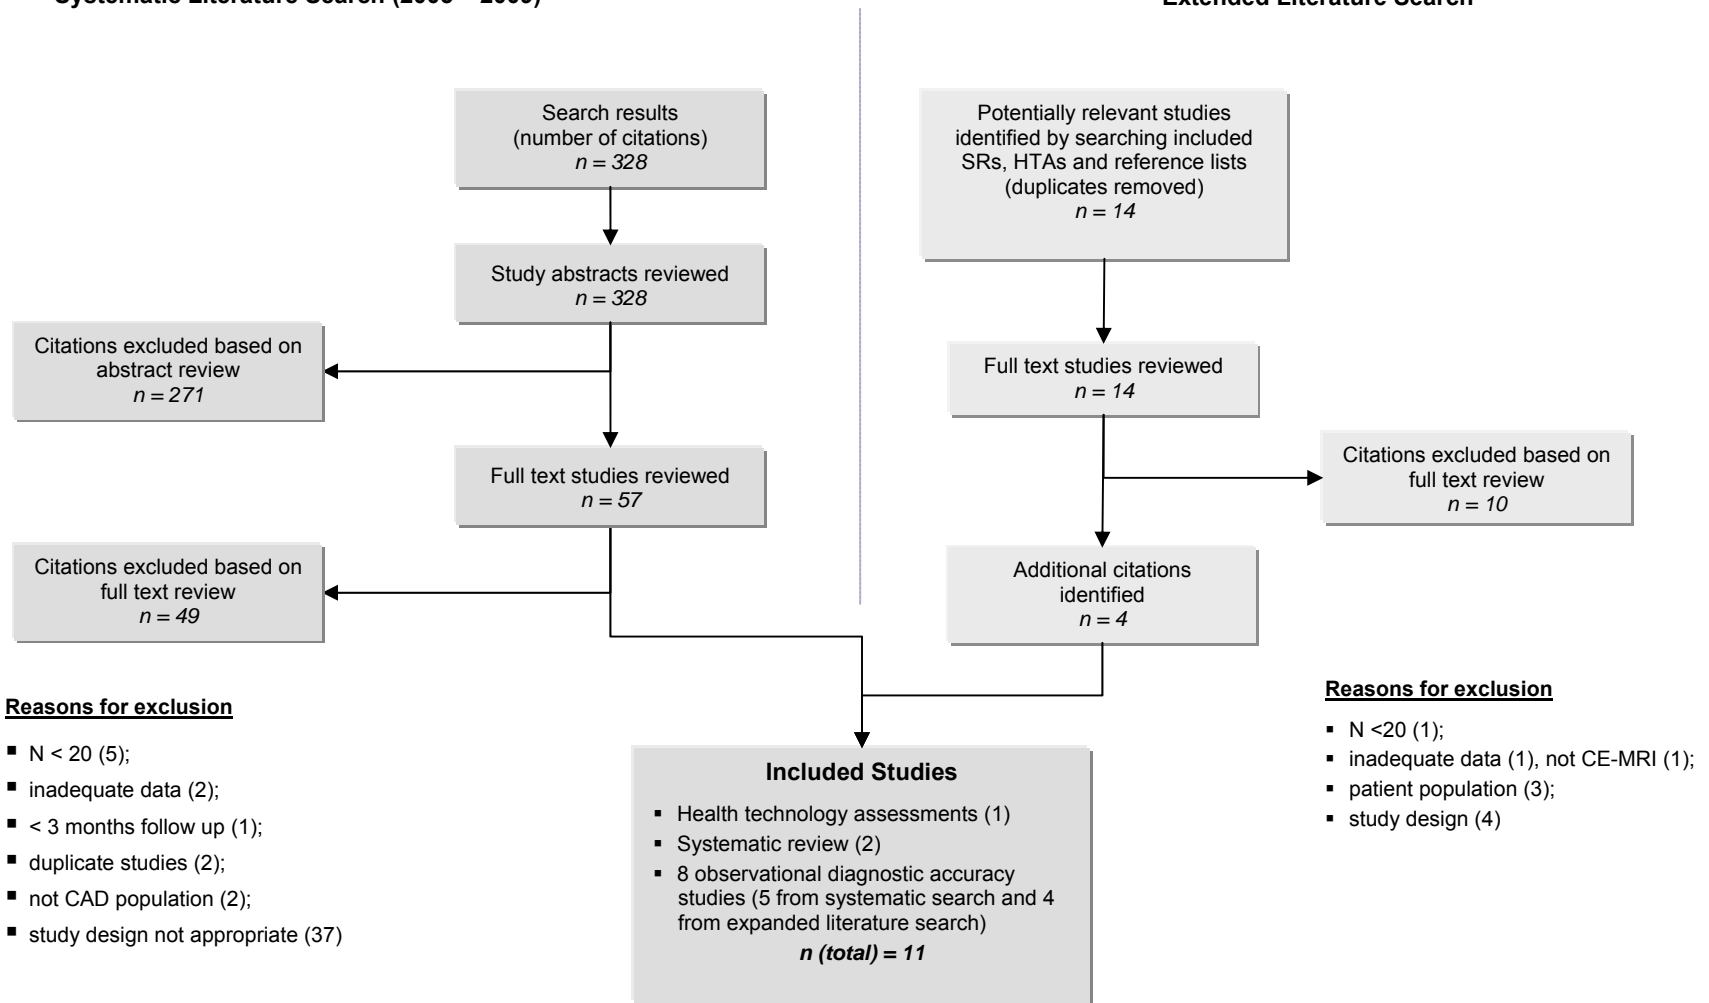 Search results
(number of citations)
n = 328
Study abstracts reviewed
n = 328
Citations excluded based on
abstract review
n = 271
Full text studies reviewed
n = 57
Citations excluded based on
full text review
n = 49
Reasons for exclusion
▪ N < 20 (5);
▪ inadequate data (2);
▪ < 3 months follow up (1);
▪ duplicate studies (2);
▪ not CAD population (2);
▪ study design not appropriate (37)
Extended Literature Search
Potentially relevant studies
identified by searching included
SRs, HTAs and reference lists
(duplicates removed)
n = 14
Full text studies reviewed
n = 14
Citations excluded based on
full text review
n = 10
Additional citations
identified
n = 4
Reasons for exclusion
▪ N <20 (1);
▪ inadequate data (1), not CE-MRI (1);
▪ patient population (3);
▪ study design (4)
Included Studies
▪ Health technology assessments (1)
▪ Systematic review (2)
▪ 8 observational diagnostic accuracy
studies (5 from systematic search and 4
from expanded literature search)
n (total) = 11